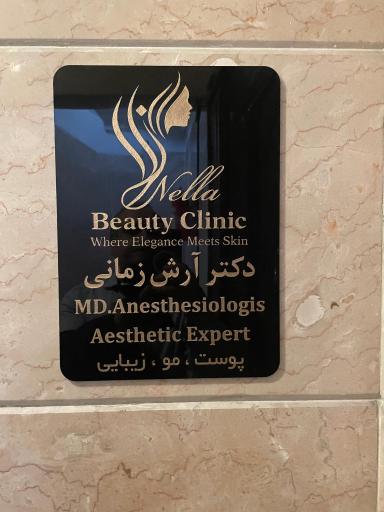 Nella
Beauty Clinic
Where Elegance Meets Skin
دکتر آرش زمانی
MD.Anesthesiologis
Aesthetic Expert
پوست ، مو ، زیبایی